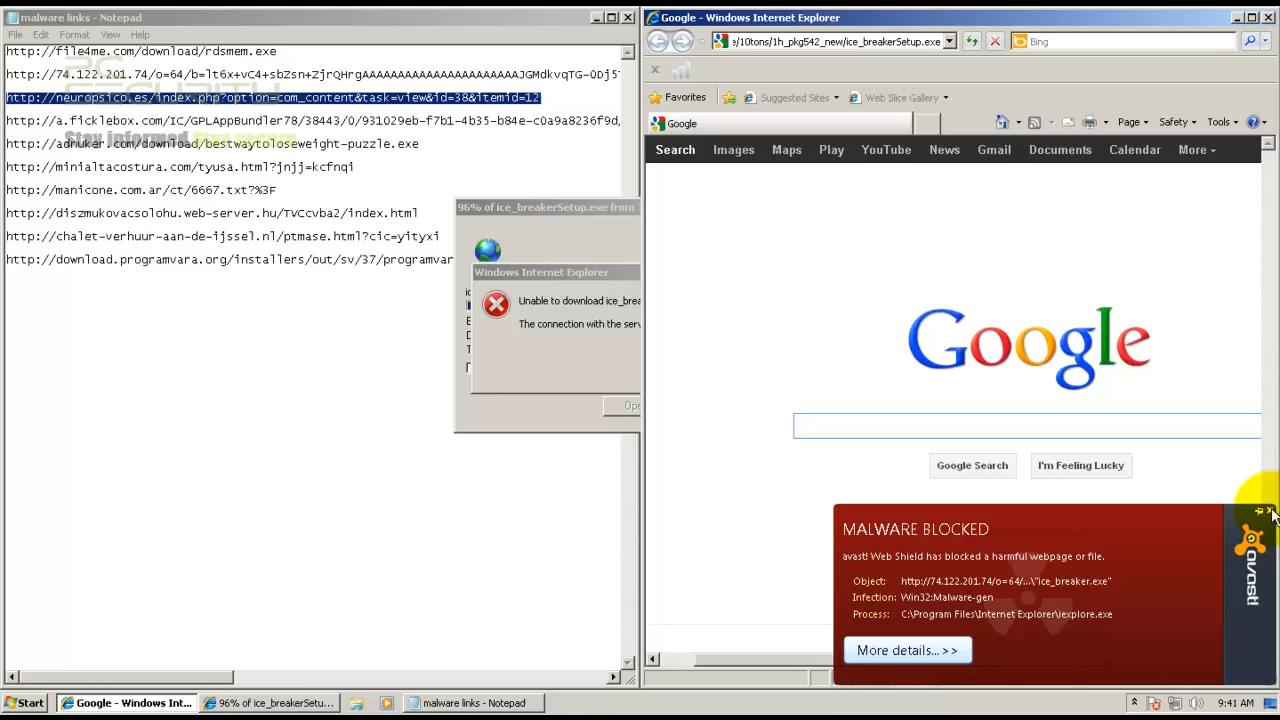 malware links - Notepad
File Edit Format View Help
http://file4me.com/download/rdsmem.exe
http://74.122.201.74/o=64/b=lt6x+vC4+sbZsn+ZjrQHrgAAAAAAAAAAAAAAAAAAAAAAJGMdkvqTG-ODj5
http://neuropsico.es/index.php?option=com_content&task=view&id=38&itemid=12
http://a.ficklebox.com/IC/GPLAppBundler78/38443/0/931029eb-f7b1-4b35-b84e-c0a9a8236f9d
PC SECURITY
Stay informed. Stay secure.
http://adnuker.com/download/bestwaytoloseweight-puzzle.exe
http://minialtacostura.com/tyusa.html?jnjj=kcfnqi
http://manicone.com.ar/ct/6667.txt?%3F
http://diszmukovacsolohu.web-server.hu/TVCcvba2/index.html
http://chalet-verhuur-aan-de-ijssel.nl/ptmase.html?cic=yityxi
http://download.programvara.org/installers/out/sv/37/programvar
96% of ice_breakerSetup.exe from
Windows Internet Explorer
Unable to download ice_brea
The connection with the serv
Ope
Google - Windows Internet Explorer
s/10tons/1h_pkg542_new/ice_breakerSetup.exe
Bing
Favorites Suggested Sites Web Slice Gallery
Google
Page Safety Tools
Search Images Maps Play YouTube News Gmail Documents Calendar More
Google
Google Search I'm Feeling Lucky
MALWARE BLOCKED
avast! Web Shield has blocked a harmful webpage or file.
Object: http://74.122.201.74/o=64/...\"ice_breaker.exe"
Infection: Win32:Malware-gen
Process: C:\Program Files\Internet Explorer\iexplore.exe
More details... >>
avast!
Start Google - Windows Int... 96% of ice_breakerSetu... malware links - Notepad 9:41 AM